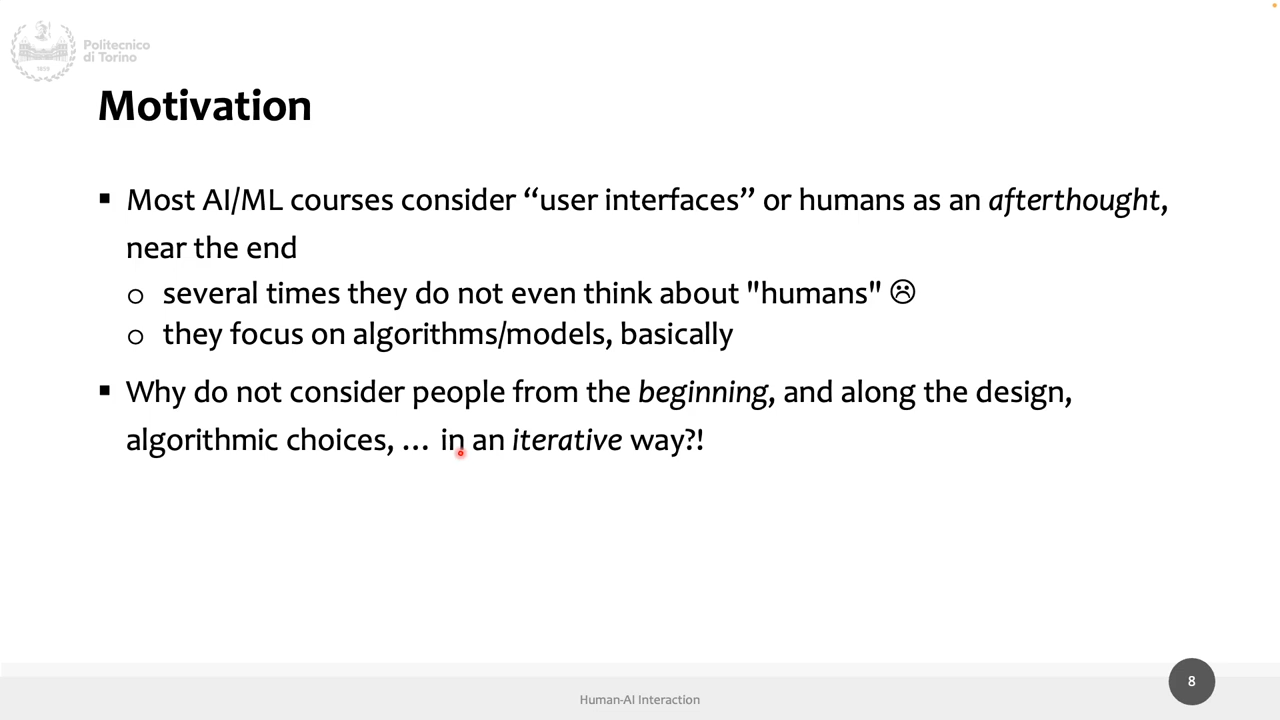 Politecnico
di Torino
1859
Motivation
▪ Most AI/ML courses consider “user interfaces” or humans as an afterthought,
near the end
o several times they do not even think about "humans" ☹
o they focus on algorithms/models, basically
▪ Why do not consider people from the beginning, and along the design,
algorithmic choices, … in an iterative way?!
Human-AI Interaction
8